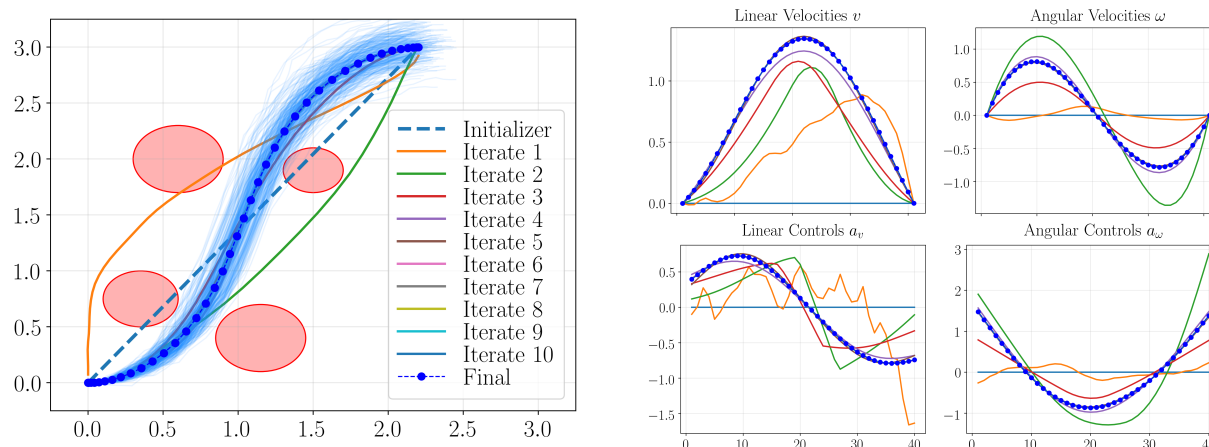 3.0
2.5
2.0
1.5
1.0
0.5
0.0
0.0 0.5 1.0 1.5 2.0 2.5 3.0
Initializer
Iterate 1
Iterate 2
Iterate 3
Iterate 4
Iterate 5
Iterate 6
Iterate 7
Iterate 8
Iterate 9
Iterate 10
Final
Linear Velocities v
1.0
0.5
0.0
Angular Velocities ω
1.0
0.5
0.0
−0.5
−1.0
Linear Controls a_v
0.5
0.0
−0.5
−1.0
−1.5
0 10 20 30 40
Angular Controls a_ω
3
2
1
0
−1
0 10 20 30 40